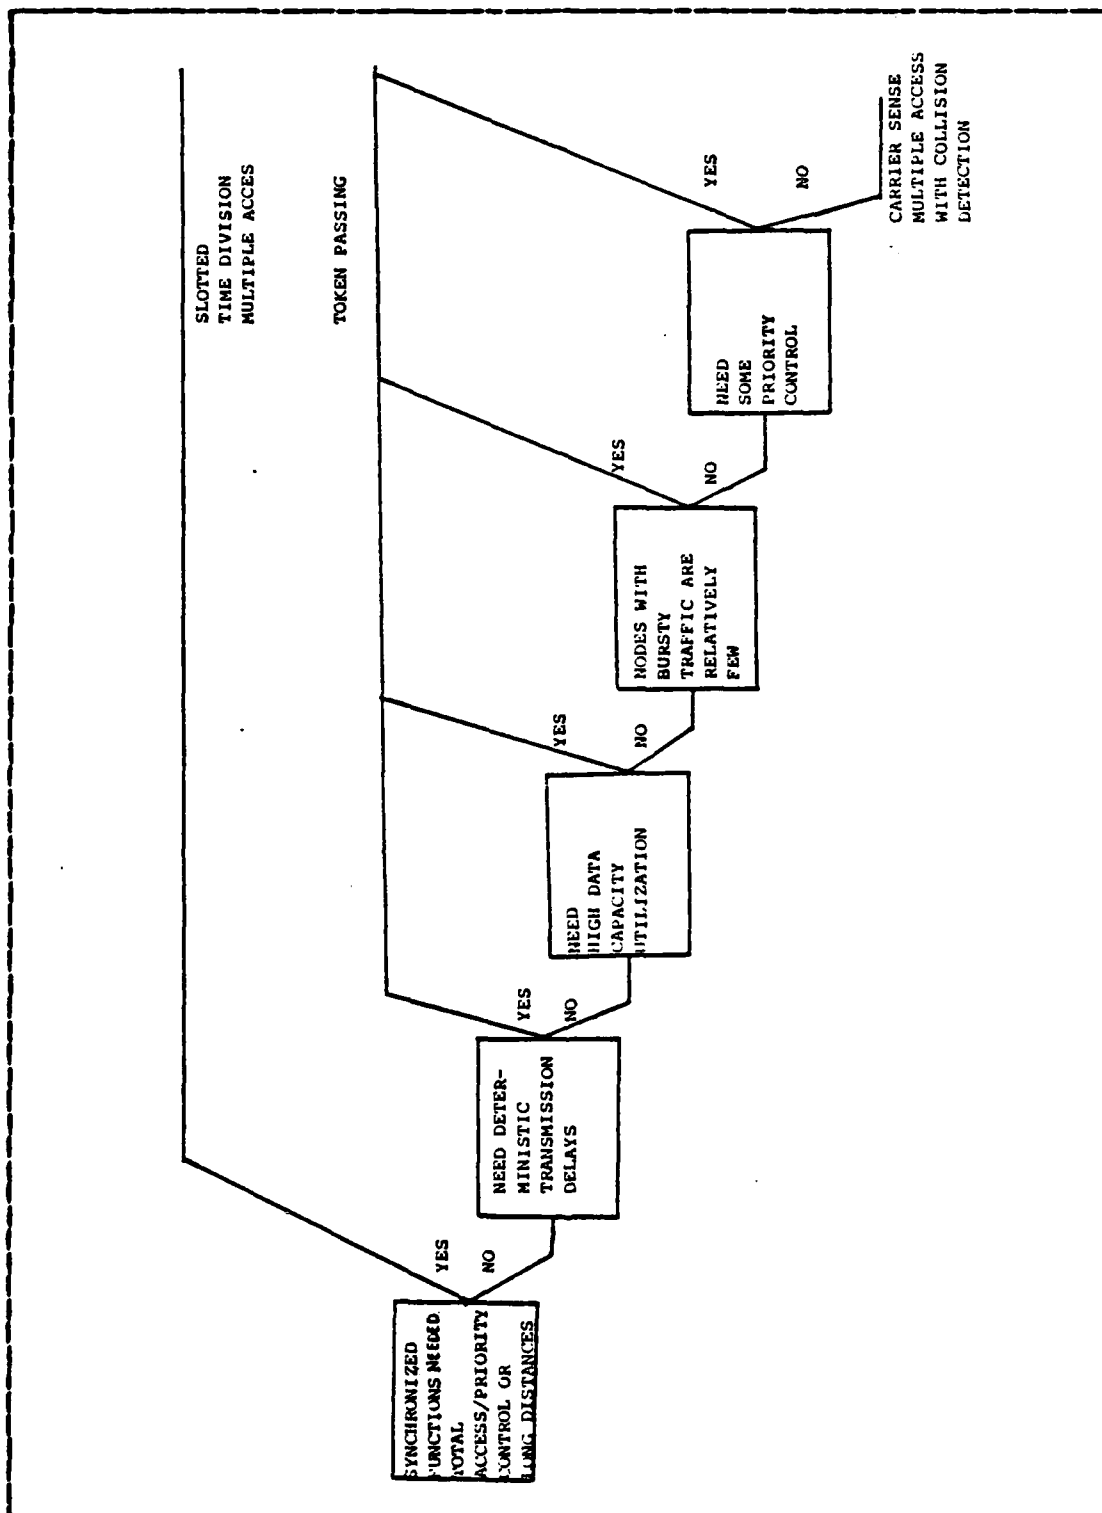 SYNCHRONIZED
FUNCTIONS NEEDED
TOTAL
ACCESS/PRIORITY
CONTROL OR
LONG DISTANCES
YES
NO
NEED DETER-
MINISTIC
TRANSMISSION
DELAYS
YES
NO
NEED
HIGH DATA
CAPACITY
UTILIZATION
YES
NO
NODES WITH
BURSTY
TRAFFIC ARE
RELATIVELY
FEW
YES
NO
NEED
SOME
PRIORITY
CONTROL
YES
NO
SLOTTED
TIME DIVISION
MULTIPLE ACCES
TOKEN PASSING
CARRIER SENSE
MULTIPLE ACCESS
WITH COLLISION
DETECTION